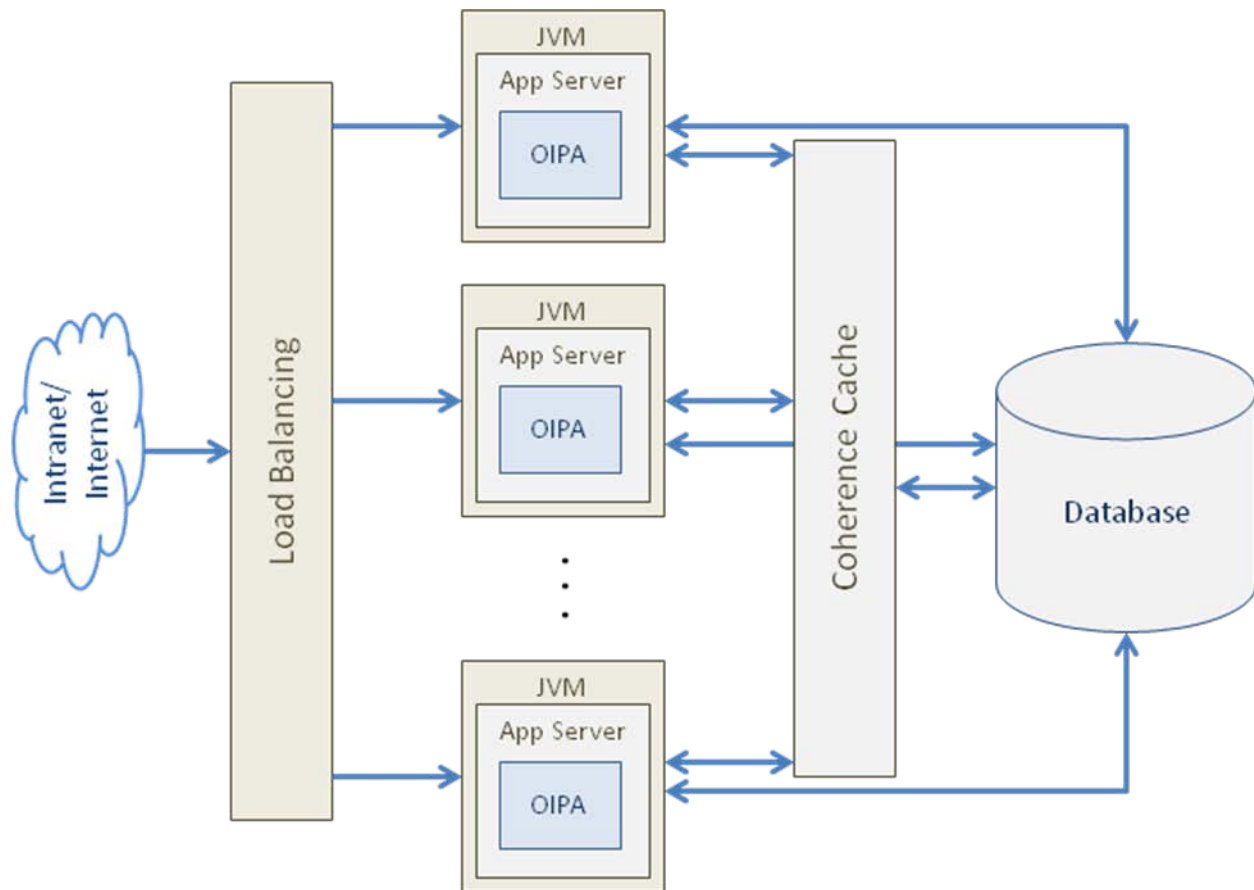 Intranet/
Internet
Load Balancing
JVM
App Server
OIPA
JVM
App Server
OIPA
JVM
App Server
OIPA
Coherence Cache
Database